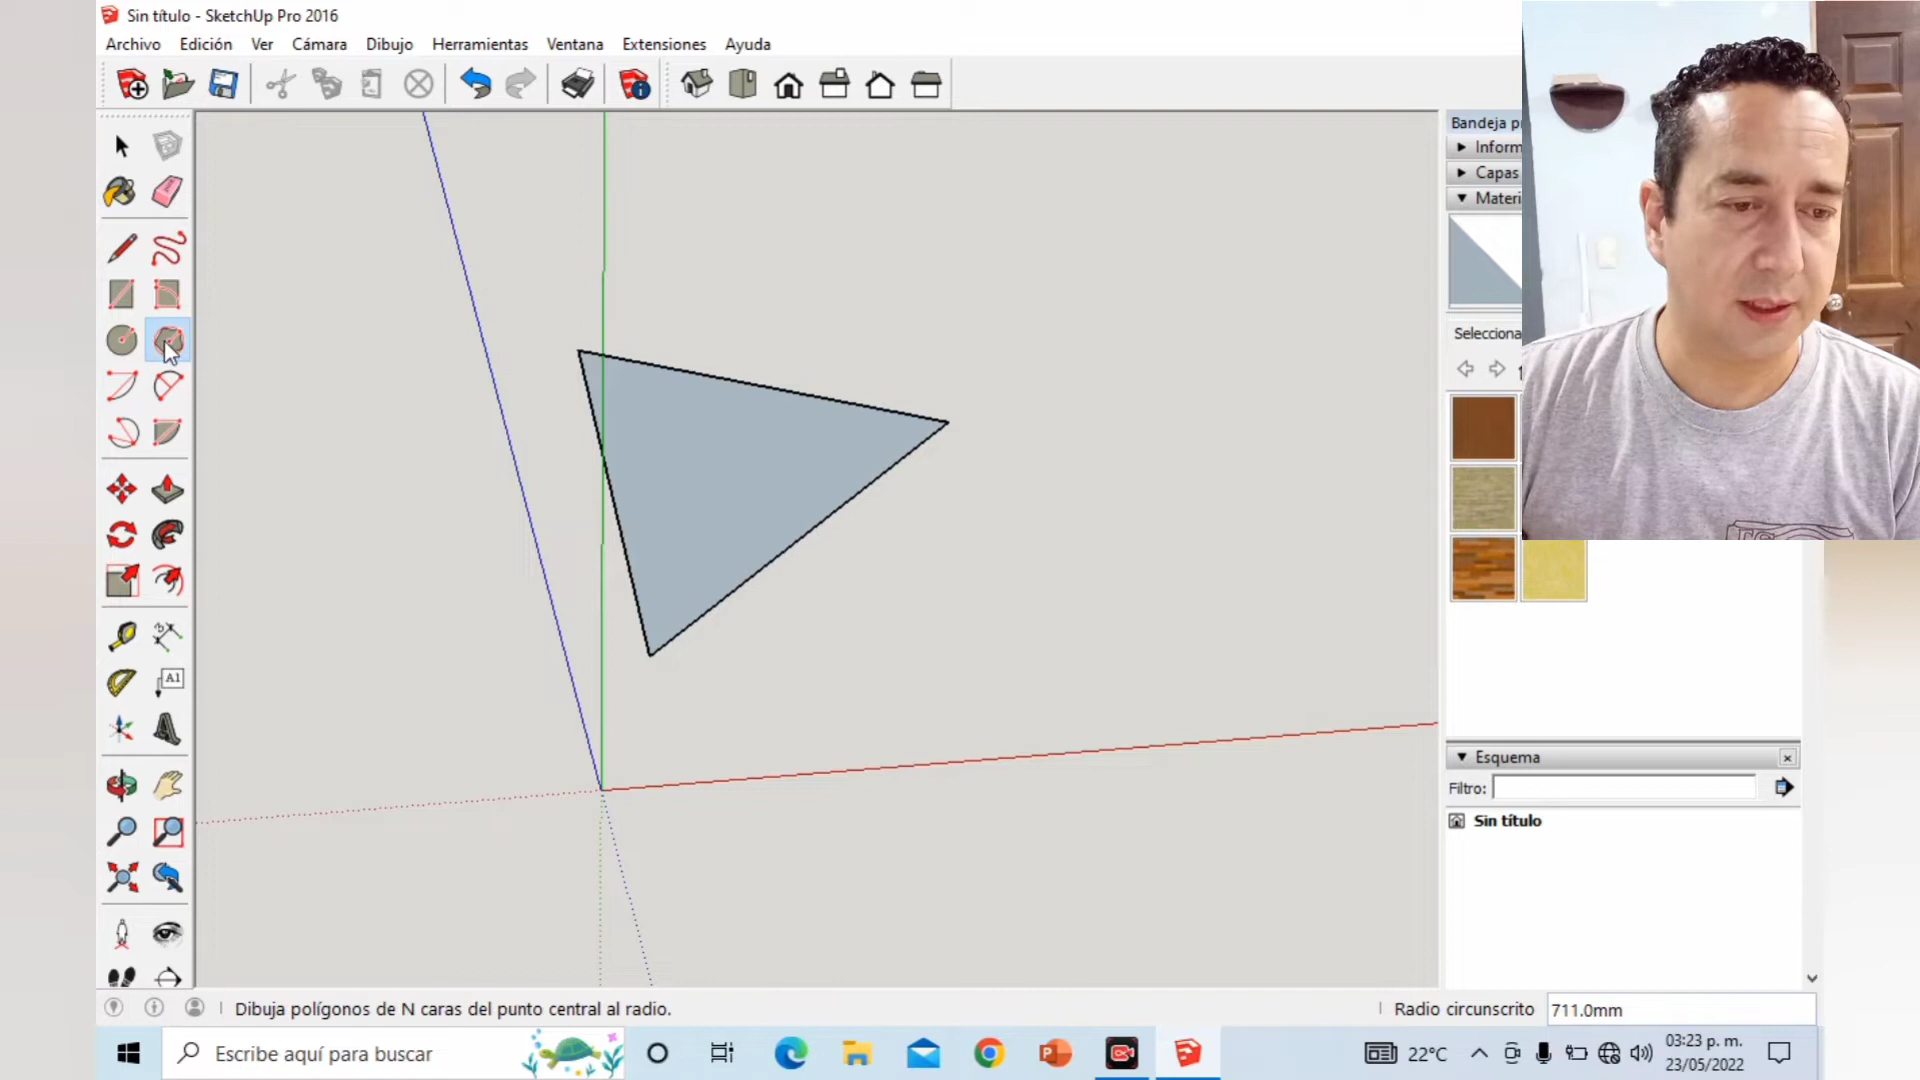 Sin título - SketchUp Pro 2016
Archivo Edición Ver Cámara Dibujo Herramientas Ventana Extensiones Ayuda
Bandeja
Capas
Selecciona
A1
Esquema
Filtro:
Sin título
Dibuja polígonos de N caras del punto central al radio.
Radio circunscrito 711.0mm
Escribe aquí para buscar
22°C
03:23 p. m.
23/05/2022